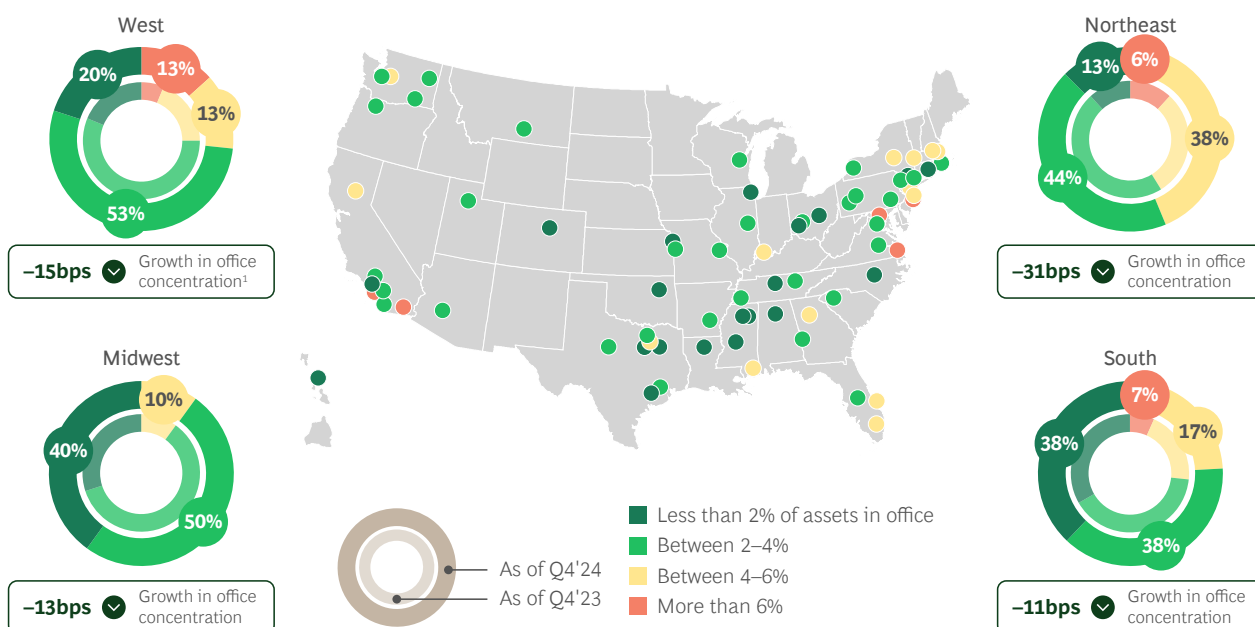 West
20%
13%
13%
53%
–15bps
Growth in office
concentration¹
Northeast
13%
6%
38%
44%
–31bps
Growth in office
concentration
Midwest
10%
40%
50%
–13bps
Growth in office
concentration
South
7%
17%
38%
38%
–11bps
Growth in office
concentration
As of Q4'24
As of Q4'23
Less than 2% of assets in office
Between 2–4%
Between 4–6%
More than 6%